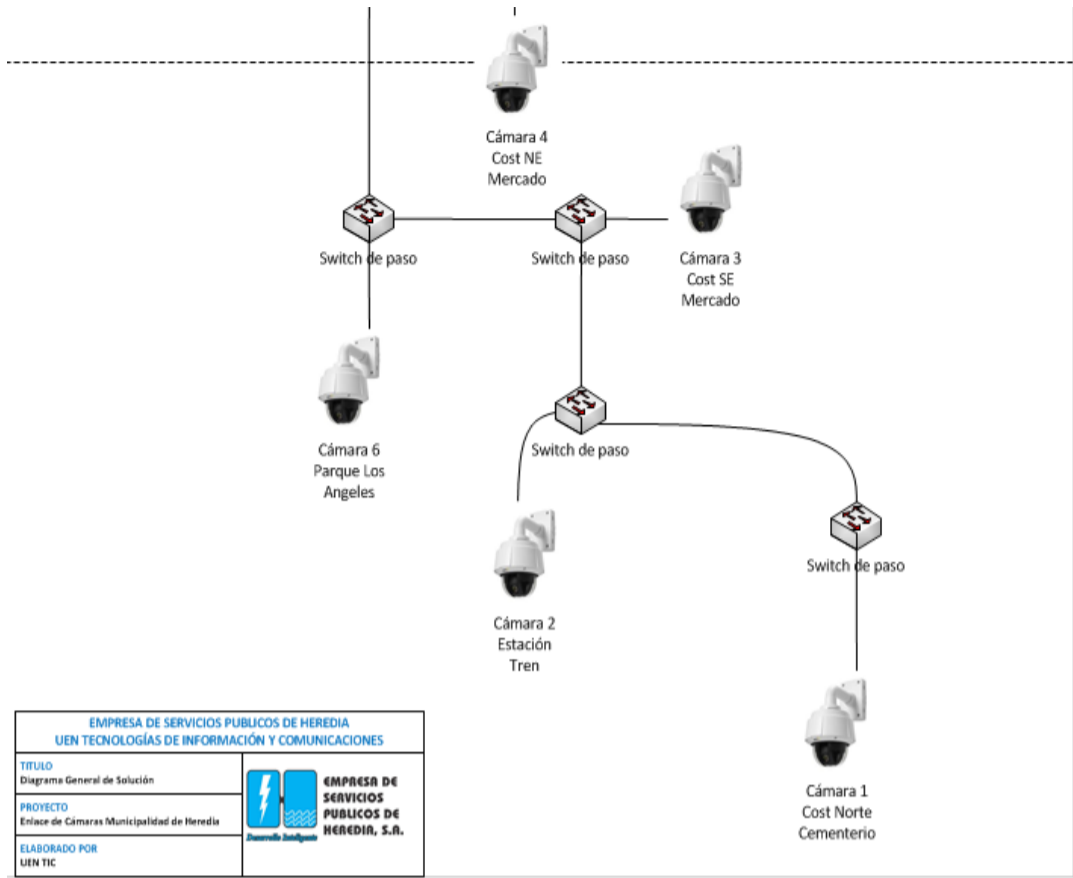 Cámara 4
Cost NE
Mercado
Switch de paso
Switch de paso
Cámara 3
Cost SE
Mercado
Cámara 6
Parque Los
Angeles
Switch de paso
Cámara 2
Estación
Tren
Switch de paso
Cámara 1
Cost Norte
Cementerio
EMPRESA DE SERVICIOS PUBLICOS DE HEREDIA
UEN TECNOLOGÍAS DE INFORMACIÓN Y COMUNICACIONES
TITULO
Diagrama General de Solución
PROYECTO
Enlace de Cámaras Municipalidad de Heredia
ELABORADO POR
UEN TIC
EMPRESA DE
SERVICIOS
PUBLICOS DE
HEREDIA, S.A.
Desarrollo Inteligente